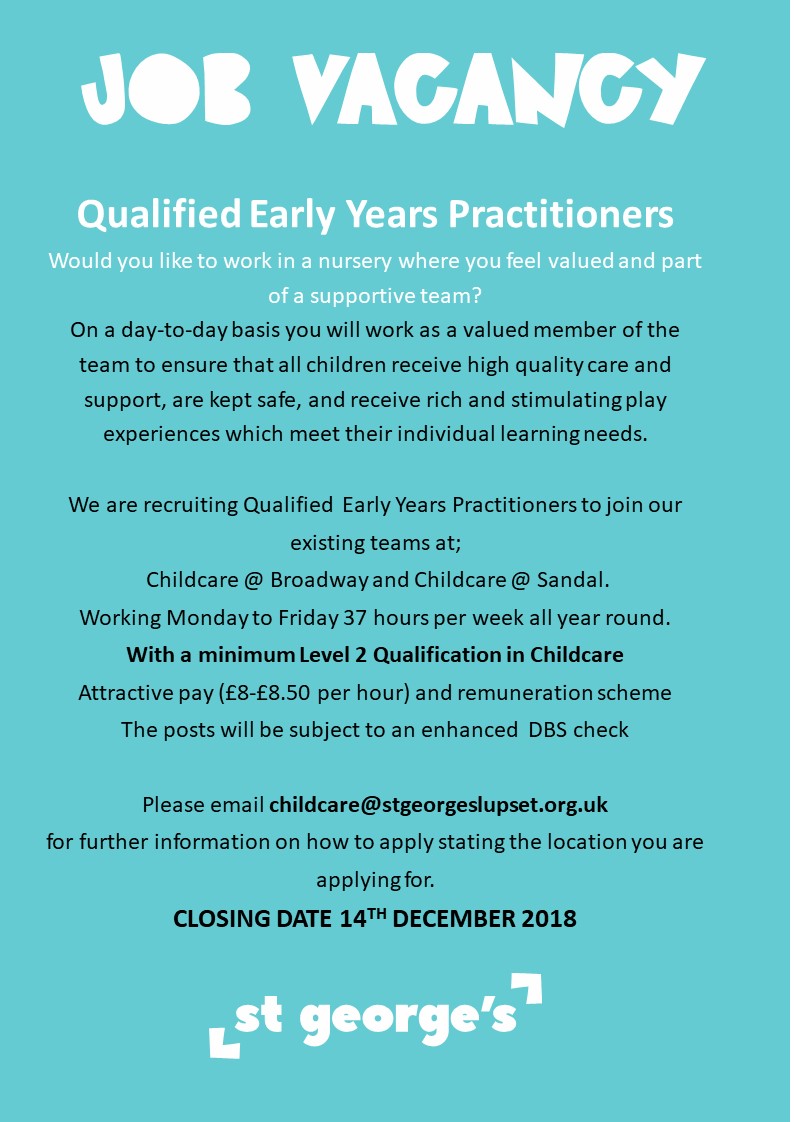 JOB VACANCY
Qualified Early Years Practitioners
Would you like to work in a nursery where you feel valued and part
of a supportive team?
On a day-to-day basis you will work as a valued member of the
team to ensure that all children receive high quality care and
support, are kept safe, and receive rich and stimulating play
experiences which meet their individual learning needs.
We are recruiting Qualified Early Years Practitioners to join our
existing teams at;
Childcare @ Broadway and Childcare @ Sandal.
Working Monday to Friday 37 hours per week all year round.
With a minimum Level 2 Qualification in Childcare
Attractive pay (£8-£8.50 per hour) and remuneration scheme
The posts will be subject to an enhanced DBS check
Please email childcare@stgeorgeslupset.org.uk
for further information on how to apply stating the location you are
applying for.
CLOSING DATE 14TH DECEMBER 2018
st george's